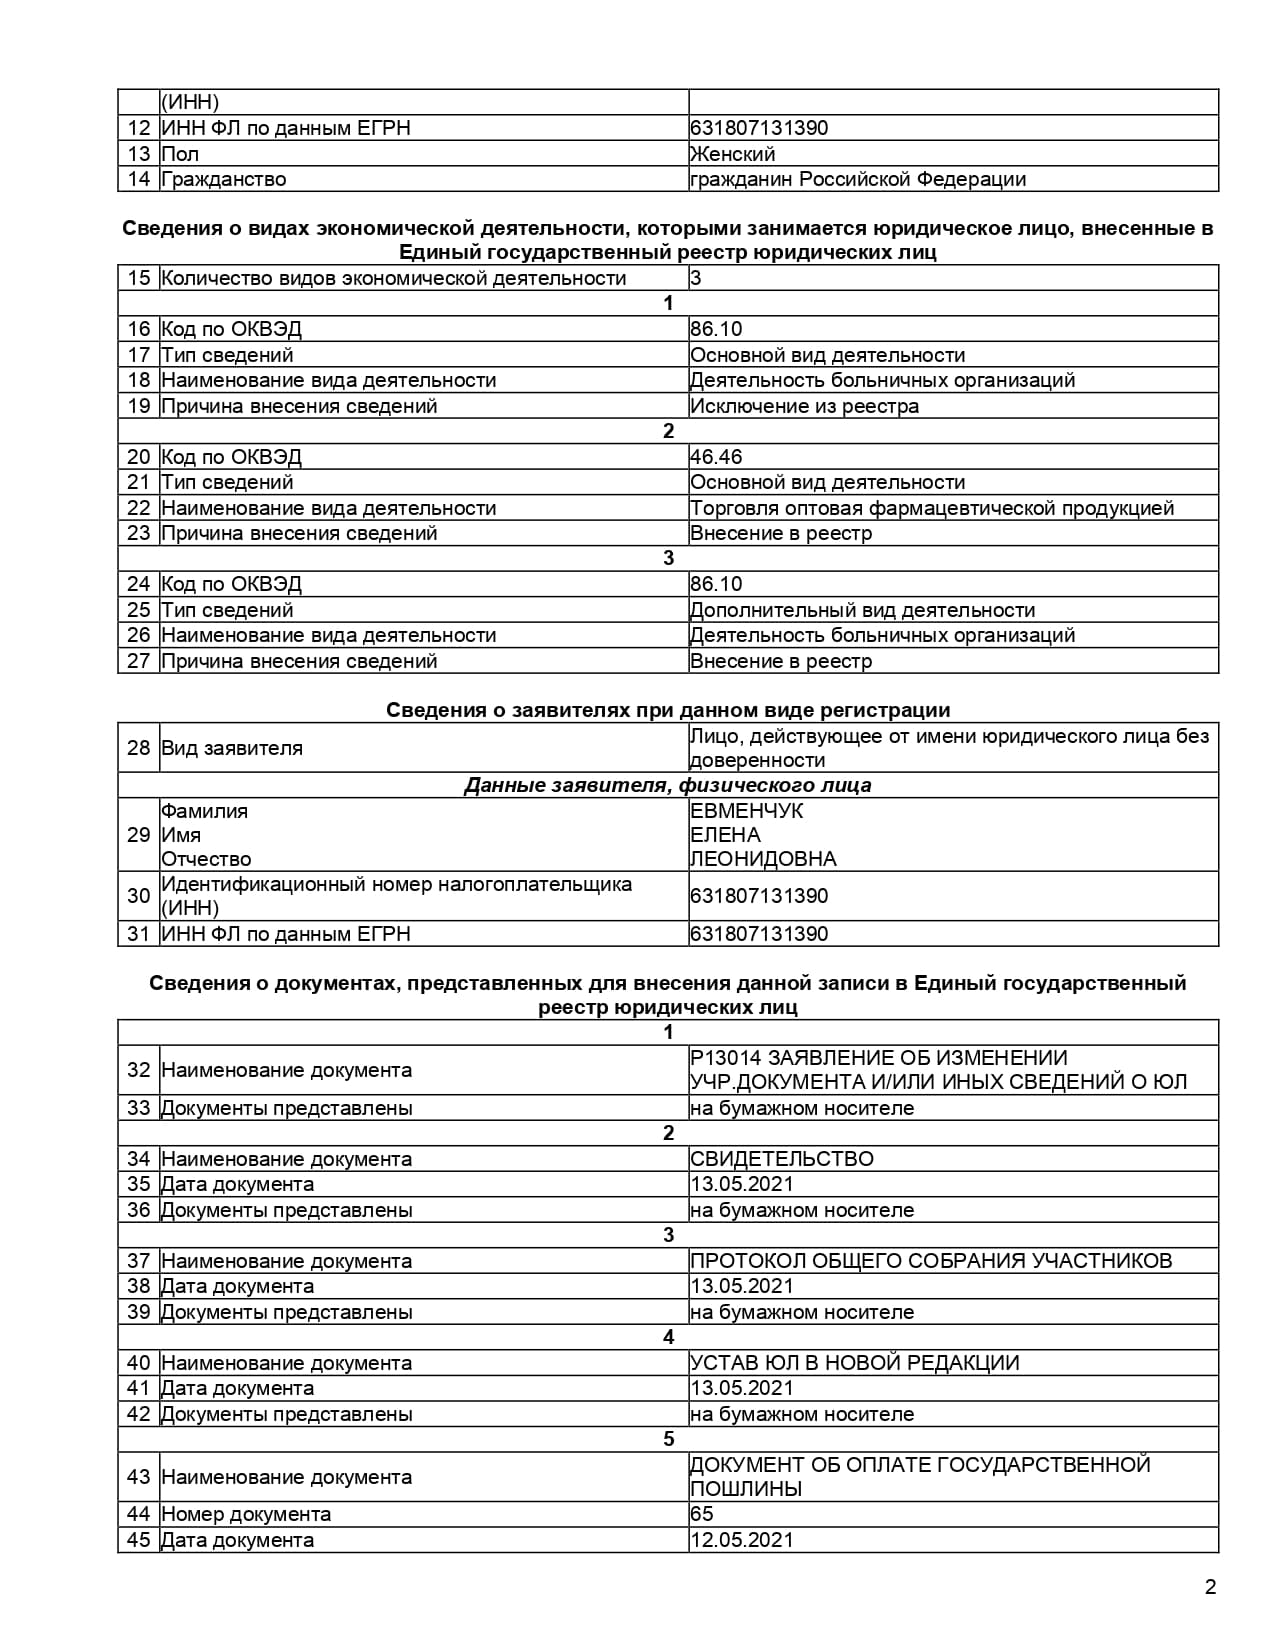 (ИНН)
12 ИНН ФЛ по данным ЕГРН 631807131390
13 Пол Женский
14 Гражданство гражданин Российской Федерации
Сведения о видах экономической деятельности, которыми занимается юридическое лицо, внесенные в
Единый государственный реестр юридических лиц
15 Количество видов экономической деятельности 3
1
16 Код по ОКВЭД 86.10
17 Тип сведений Основной вид деятельности
18 Наименование вида деятельности Деятельность больничных организаций
19 Причина внесения сведений Исключение из реестра
2
20 Код по ОКВЭД 46.46
21 Тип сведений Основной вид деятельности
22 Наименование вида деятельности Торговля оптовая фармацевтической продукцией
23 Причина внесения сведений Внесение в реестр
3
24 Код по ОКВЭД 86.10
25 Тип сведений Дополнительный вид деятельности
26 Наименование вида деятельности Деятельность больничных организаций
27 Причина внесения сведений Внесение в реестр
Сведения о заявителях при данном виде регистрации
28 Вид заявителя Лицо, действующее от имени юридического лица без
доверенности
Данные заявителя, физического лица
29 Фамилия ЕВМЕНЧУК
Имя ЕЛЕНА
Отчество ЛЕОНИДОВНА
30 Идентификационный номер налогоплательщика
(ИНН) 631807131390
31 ИНН ФЛ по данным ЕГРН 631807131390
Сведения о документах, представленных для внесения данной записи в Единый государственный
реестр юридических лиц
1
32 Наименование документа Р13014 ЗАЯВЛЕНИЕ ОБ ИЗМЕНЕНИИ
УЧР.ДОКУМЕНТА И/ИЛИ ИНЫХ СВЕДЕНИЙ О ЮЛ
33 Документы представлены на бумажном носителе
2
34 Наименование документа СВИДЕТЕЛЬСТВО
35 Дата документа 13.05.2021
36 Документы представлены на бумажном носителе
3
37 Наименование документа ПРОТОКОЛ ОБЩЕГО СОБРАНИЯ УЧАСТНИКОВ
38 Дата документа 13.05.2021
39 Документы представлены на бумажном носителе
4
40 Наименование документа УСТАВ ЮЛ В НОВОЙ РЕДАКЦИИ
41 Дата документа 13.05.2021
42 Документы представлены на бумажном носителе
5
43 Наименование документа ДОКУМЕНТ ОБ ОПЛАТЕ ГОСУДАРСТВЕННОЙ
ПОШЛИНЫ
44 Номер документа 65
45 Дата документа 12.05.2021
2